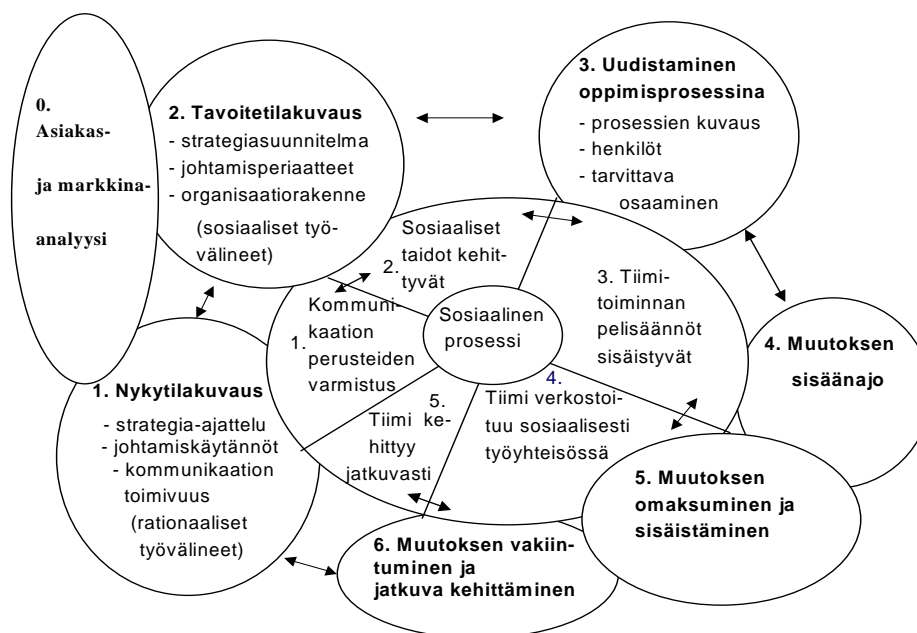 0.
Asiakas-
ja markkina-
analyysi
2. Tavoitetilakuvaus
- strategiasuunnitelma
- johtamisperiaatteet
- organisaatiorakenne
(sosiaaliset työ-
välineet)
3. Uudistaminen
oppimisprosessina
- prosessien kuvaus
- henkilöt
- tarvittava
osaaminen
Sosiaaliset
taidot kehit-
2.
tyvät
3. Tiimi-
toiminnan
pelisäännöt
sisäistyvät
Kommuni-
kaation
1.
perusteiden
varmistus
Sosiaalinen
prosessi
4.
Tiimi verkostoi-
tuu sosiaalisesti
työyhteisössä
5.
Tiimi ke-
hittyy
jatkuvasti
4. Muutoksen
sisäänajo
1. Nykytilakuvaus
- strategia-ajattelu
- johtamiskäytännöt
- kommunikaation
toimivuus
(rationaaliset
työvälineet)
5. Muutoksen
omaksuminen ja
sisäistäminen
6. Muutoksen vakiin-
tuminen ja
jatkuva kehittäminen